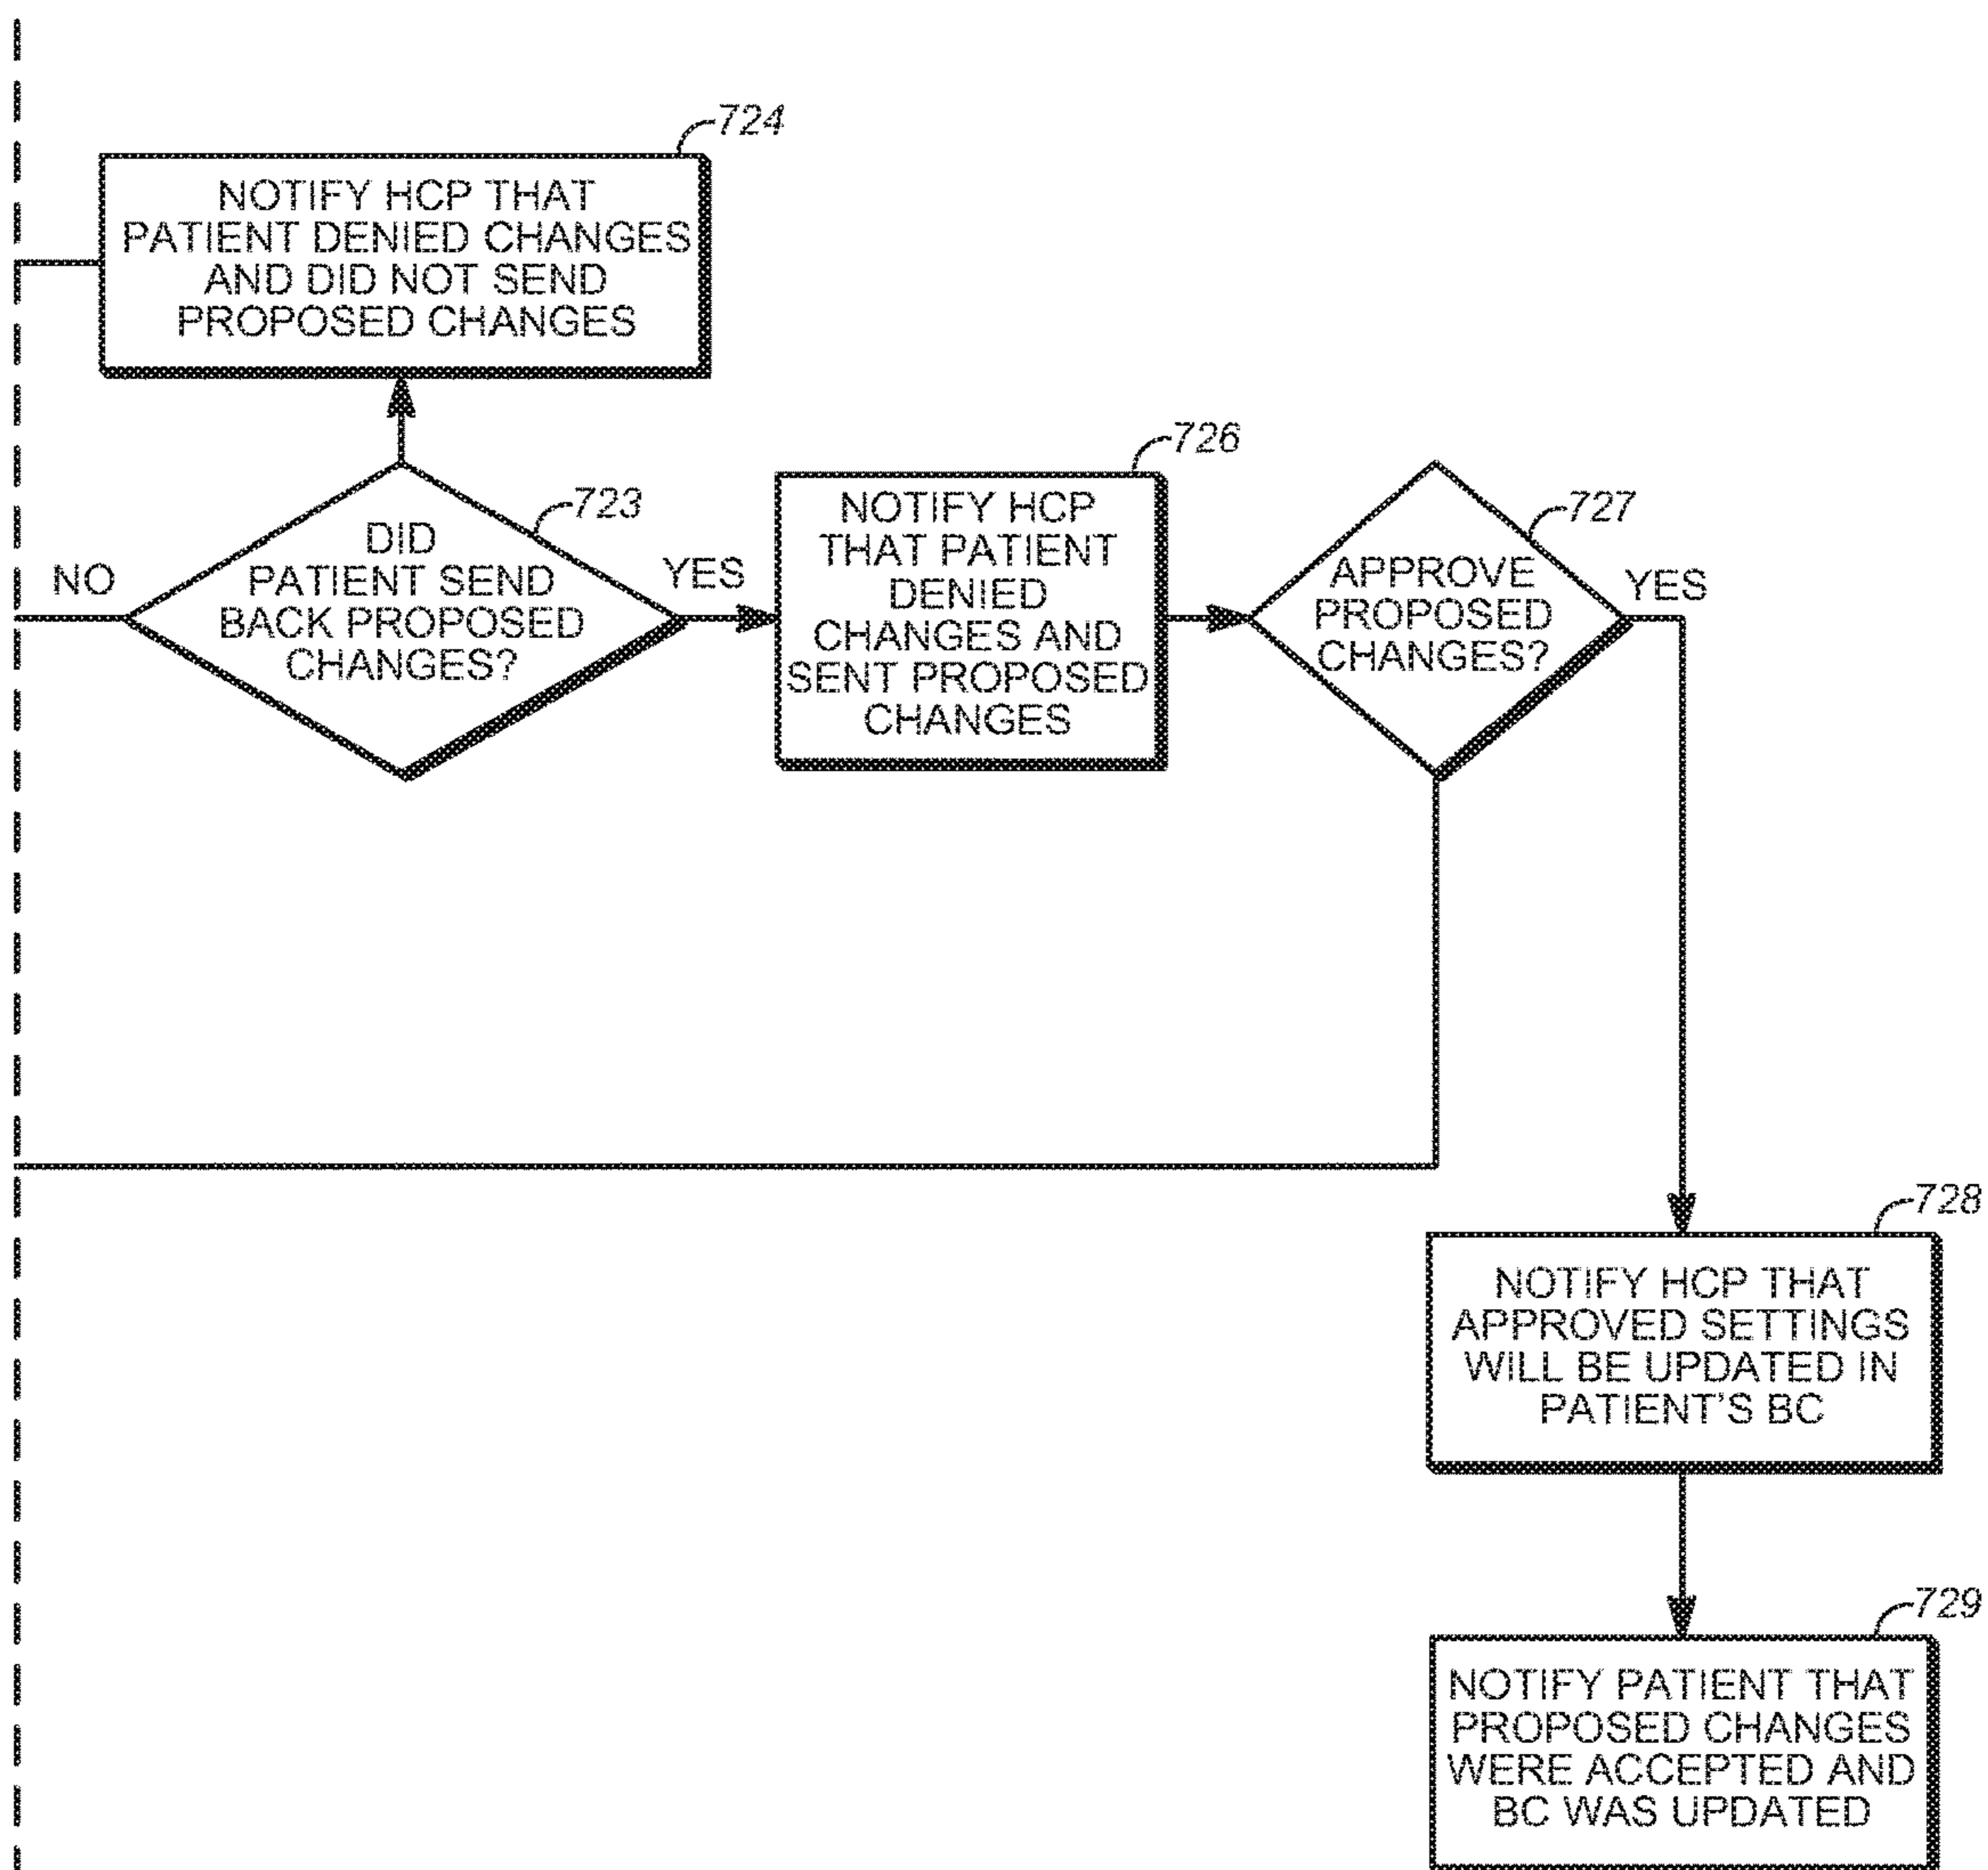 724
NOTIFY HCP THAT
PATIENT DENIED CHANGES
AND DID NOT SEND
PROPOSED CHANGES
723
NO
DID
PATIENT SEND
BACK PROPOSED
CHANGES?
YES
726
NOTIFY HCP
THAT PATIENT
DENIED
CHANGES AND
SENT PROPOSED
CHANGES
727
APPROVE
PROPOSED
CHANGES?
YES
728
NOTIFY HCP THAT
APPROVED SETTINGS
WILL BE UPDATED IN
PATIENT'S BC
729
NOTIFY PATIENT THAT
PROPOSED CHANGES
WERE ACCEPTED AND
BC WAS UPDATED